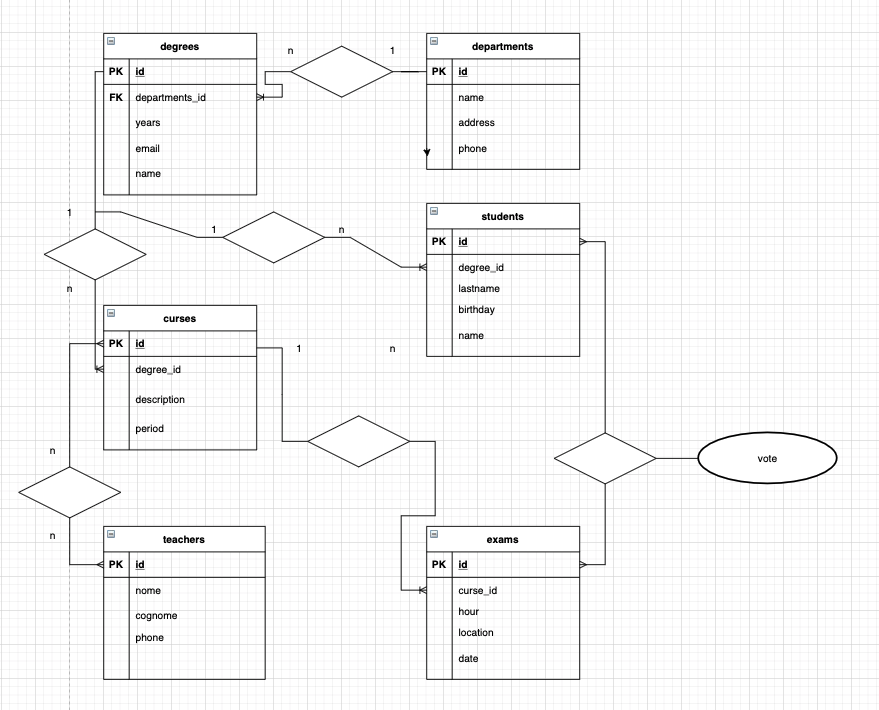 degrees
PK id
FK departments_id
years
email
name
n
1
departments
PK id
name
address
phone
1
n
1
n
students
PK id
degree_id
lastname
birthday
name
curses
PK id
degree_id
description
period
1
n
n
n
teachers
PK id
nome
cognome
phone
exams
PK id
curse_id
hour
location
date
vote